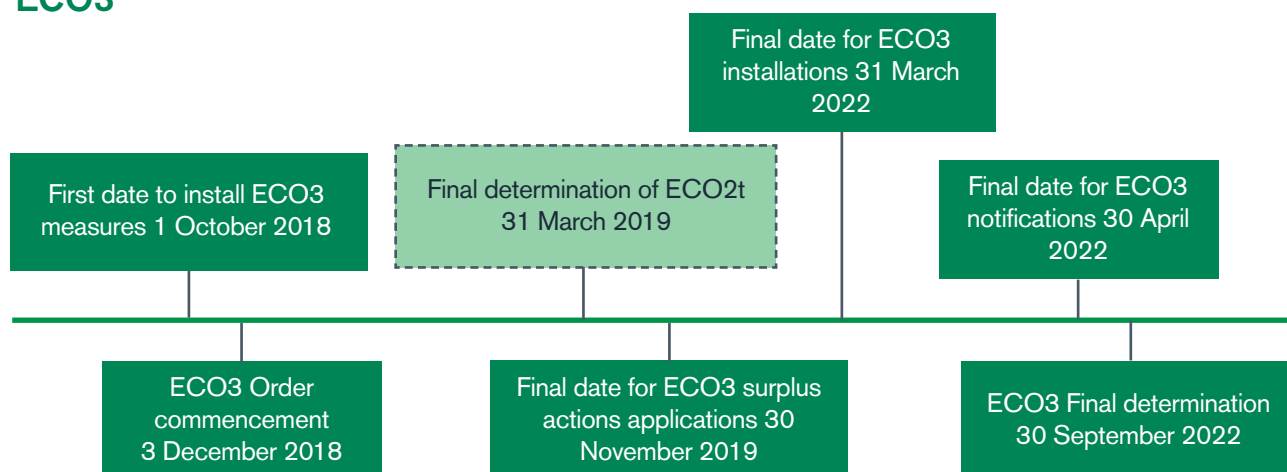 ECO3
Final date for ECO3
installations 31 March
2022
First date to install ECO3
measures 1 October 2018
Final determination of ECO2t
31 March 2019
Final date for ECO3
notifications 30 April
2022
ECO3 Order
commencement
3 December 2018
Final date for ECO3 surplus
actions applications 30
November 2019
ECO3 Final determination
30 September 2022